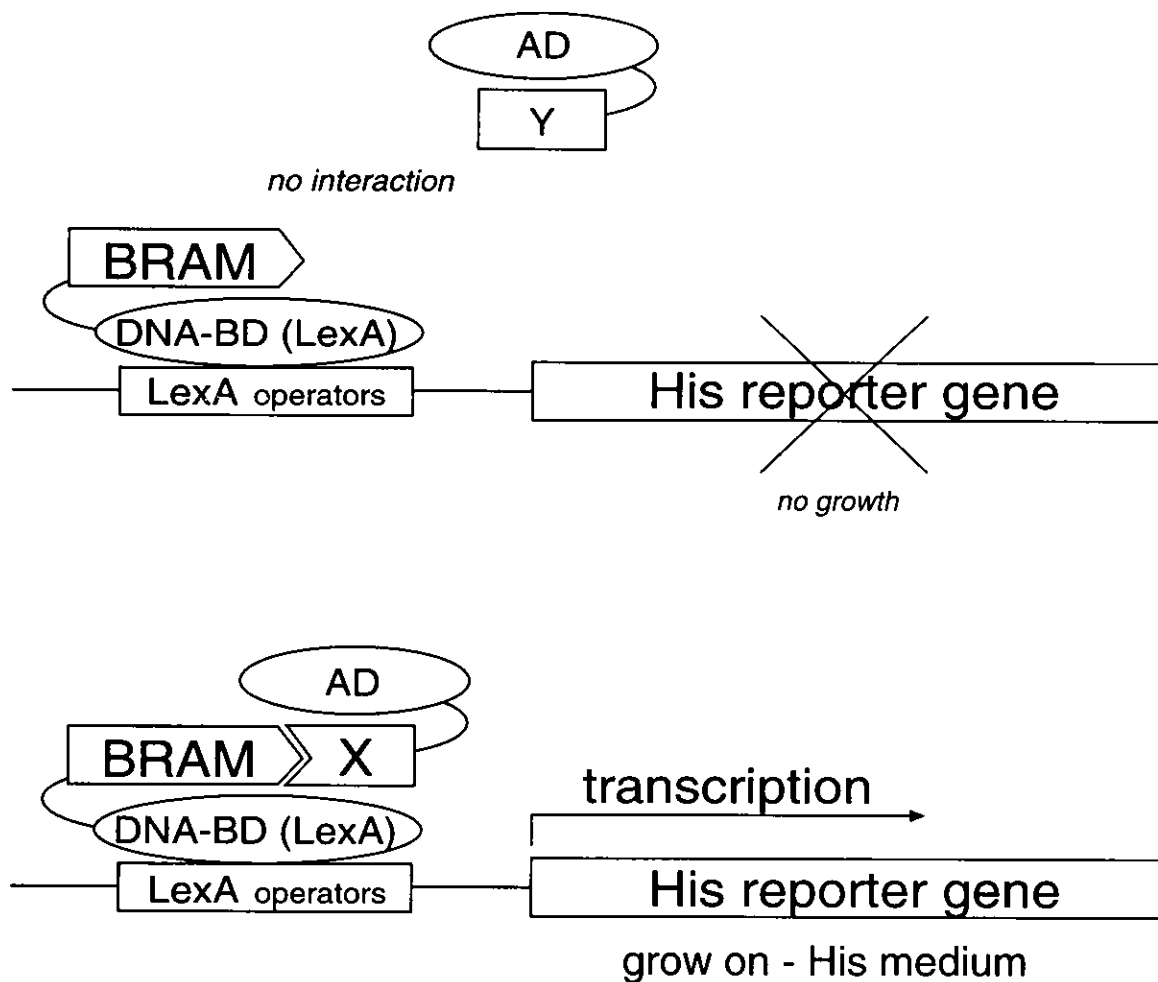 AD
Y
no interaction
BRAM
DNA-BD (LexA)
LexA operators
His reporter gene
no growth
AD
BRAM
X
transcription
DNA-BD (LexA)
LexA operators
His reporter gene
grow on - His medium